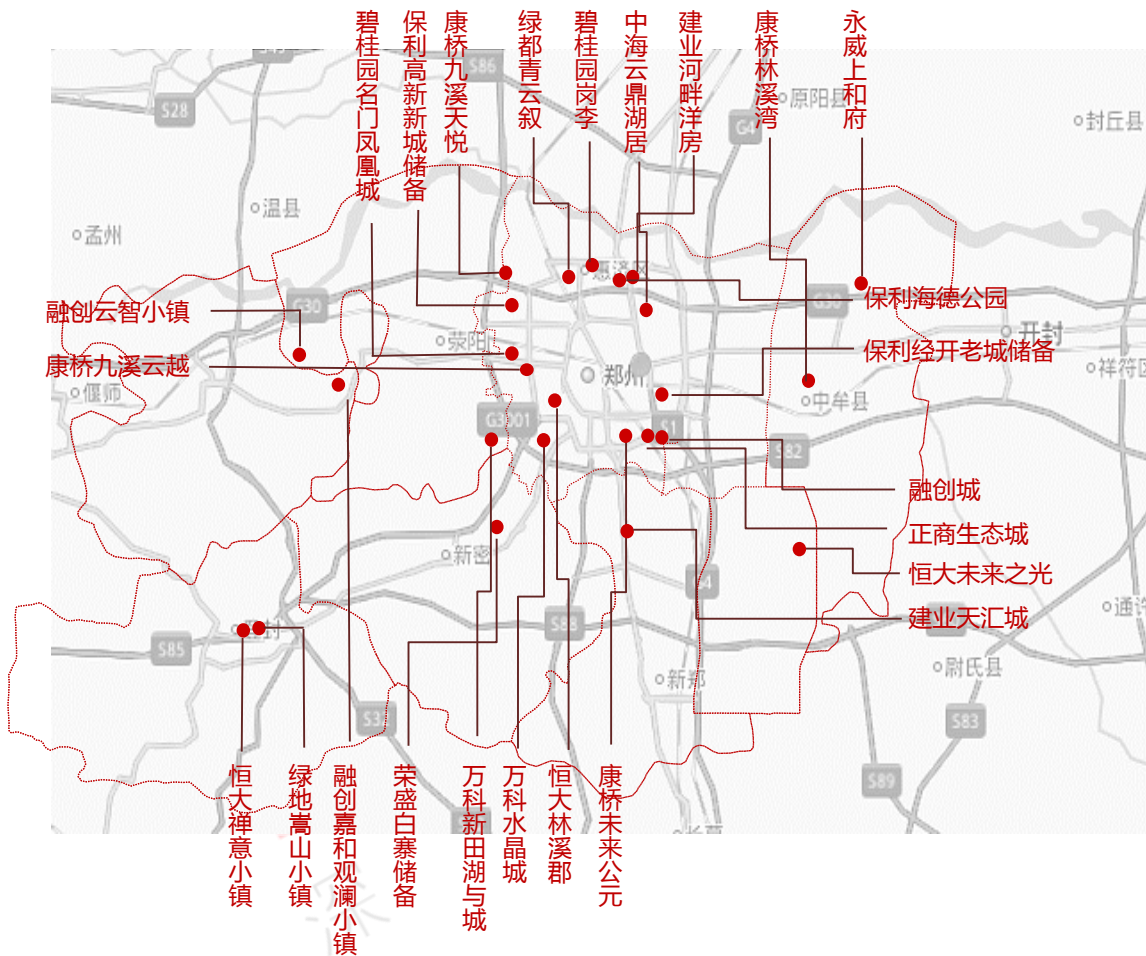 碧桂园名门凤凰城
保利高新新城储备
康桥九溪天悦
绿都青云叙
碧桂园岗李
中海云鼎湖居
建业河畔洋房
康桥林溪湾
永威上和府
S86
S28
G4
原阳县
封丘县
温县
孟州
惠济区
G30
G30
融创云智小镇
保利海德公园
荥阳
开封
保利经开老城储备
康桥九溪云越
祥符区
郑州
偃师
中牟县
S1
S82
融创城
正商生态城
新密
恒大未来之光
建业天汇城
S85
新郑
尉氏县
S83
S89
恒大禅意小镇
绿地嵩山小镇
融创嘉和观澜小镇
荣盛白寨储备
万科新田湖与城
万科水晶城
恒大林溪郡
康桥未来公元
深